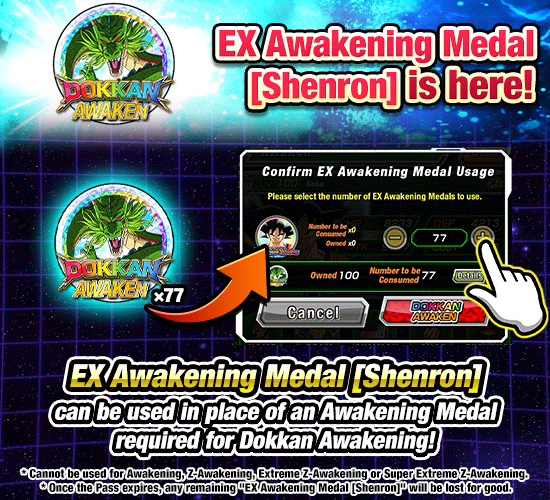 EX Awakening Medal
[Shenron] is here!
DOKKAN
AWAKEN
DOKKAN
AWAKEN
×77
Confirm EX Awakening Medal Usage
Please select the number of EX Awakening Medals to use.
Number to be
Consumed x0
Owned x0
77
Owned 100
Number to be
Consumed 77
Details
Cancel
DOKKAN
AWAKEN
EX Awakening Medal [Shenron]
can be used in place of an Awakening Medal
required for Dokkan Awakening!
* Cannot be used for Awakening, Z-Awakening, Extreme Z-Awakening or Super Extreme Z-Awakening.
* Once the Pass expires, any remaining "EX Awakening Medal [Shenron]" will be lost for good.